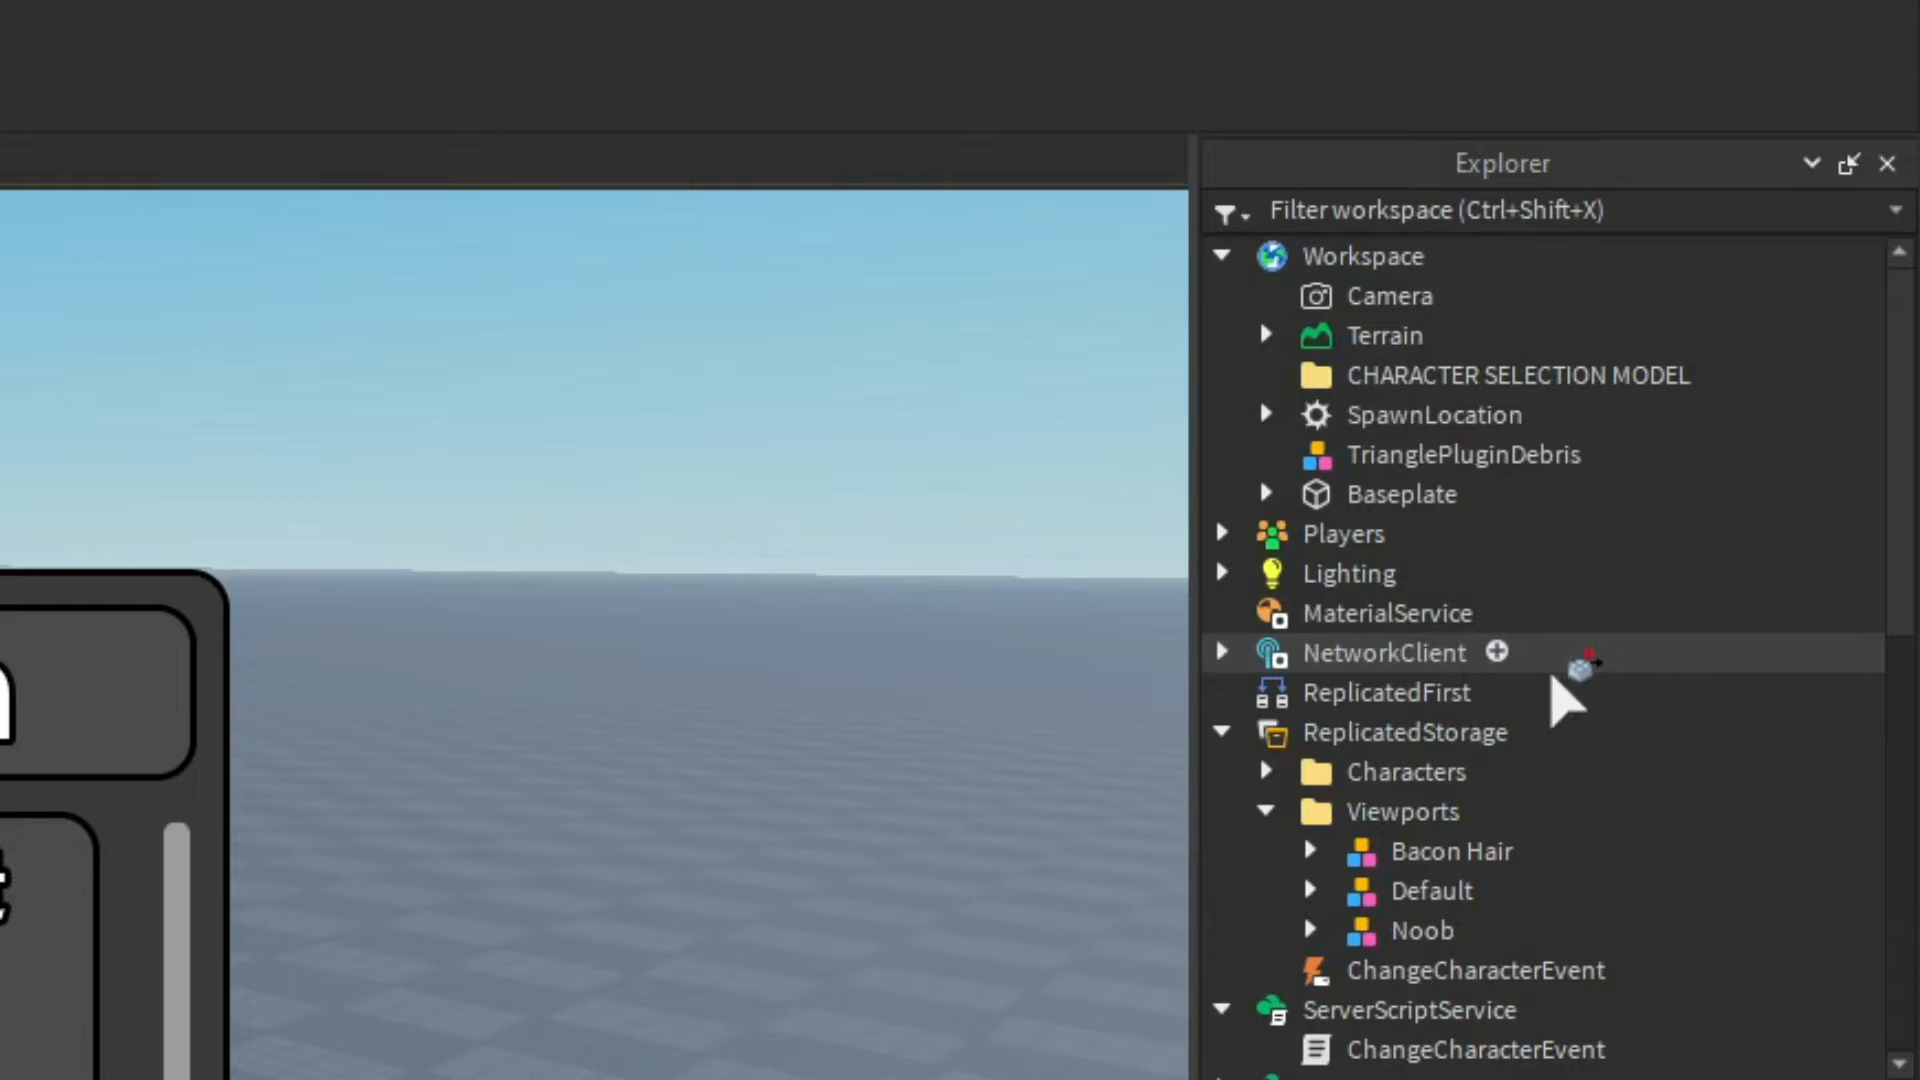 Explorer
Filter workspace (Ctrl+Shift+X)
Workspace
Camera
Terrain
CHARACTER SELECTION MODEL
SpawnLocation
TrianglePluginDebris
Baseplate
Players
Lighting
MaterialService
NetworkClient
ReplicatedFirst
ReplicatedStorage
Characters
Viewports
Bacon Hair
Default
Noob
ChangeCharacterEvent
ServerScriptService
ChangeCharacterEvent